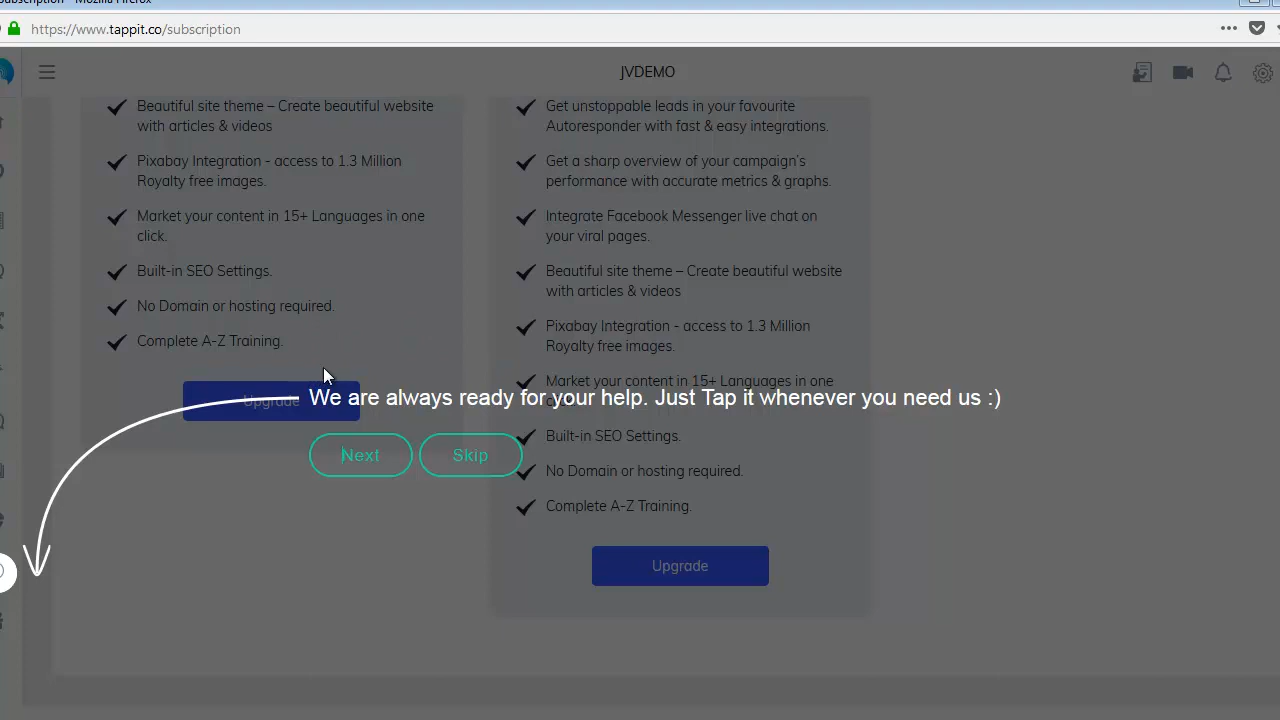 https://www.tappit.co/subscription
JVDEMO
Beautiful site theme – Create beautiful website
with articles & videos
Pixabay Integration - access to 1.3 Million
Royalty free images.
Market your content in 15+ Languages in one
click.
Built-in SEO Settings.
No Domain or hosting required.
Complete A-Z Training.
Upgrade
Get unstoppable leads in your favourite
Autoresponder with fast & easy integrations.
Get a sharp overview of your campaign's
performance with accurate metrics & graphs.
Integrate Facebook Messenger live chat on
your viral pages.
Beautiful site theme – Create beautiful website
with articles & videos
Pixabay Integration - access to 1.3 Million
Royalty free images.
Market your content in 15+ Languages in one
Built-in SEO Settings.
No Domain or hosting required.
Complete A-Z Training.
Upgrade
We are always ready for your help. Just Tap it whenever you need us :)
Next
Skip